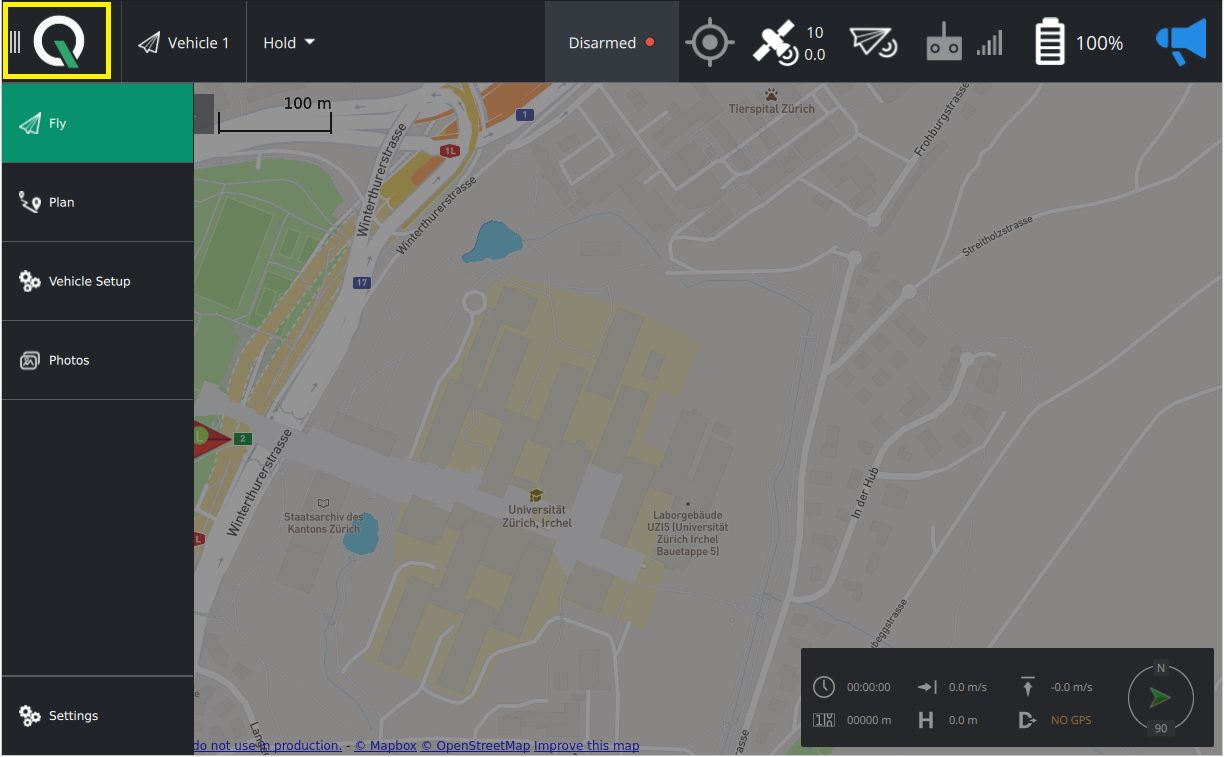 Vehicle 1
Hold
Disarmed
10
0.0
100%
Fly
Plan
Vehicle Setup
Photos
Settings
100 m
Tierspital Zürich
1
1L
Frohburgstrasse
Winterthurerstrasse
Winterthurerstrasse
Streitholzstrasse
17
L
2
Winterthurerstrasse
L
Staatsarchiv des
Kantons Zürich
Universität
Zürich, Irchel
Laborgebäude
UZI5 (Universität
Zürich Irchel
Bauetappe 5)
In der Hub
00:00:00
0.0 m/s
-0.0 m/s
00000 m
H
0.0 m
NO GPS
N
90
do not use in production. - © Mapbox © OpenStreetMap Improve this map